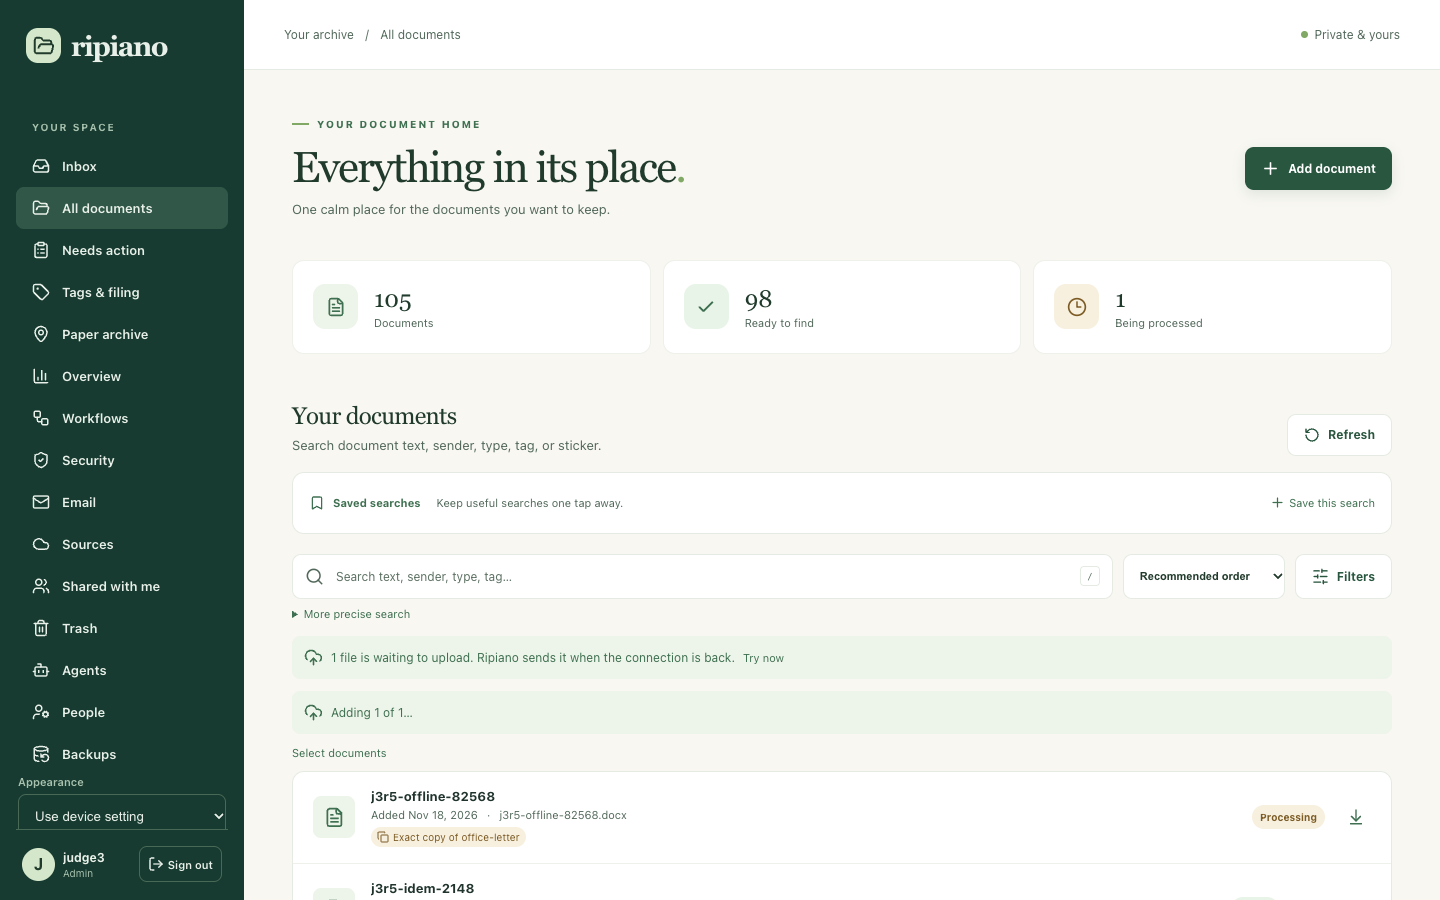 ripiano
YOUR SPACE
Inbox
All documents
Needs action
Tags & filing
Paper archive
Overview
Workflows
Security
Email
Sources
Shared with me
Trash
Agents
People
Backups
Appearance
Use device setting
J
judge3
Admin
Sign out
Your archive / All documents
Private & yours
YOUR DOCUMENT HOME
Everything in its place.
One calm place for the documents you want to keep.
Add document
105
Documents
98
Ready to find
1
Being processed
Your documents
Search document text, sender, type, tag, or sticker.
Refresh
Saved searches Keep useful searches one tap away.
Save this search
Search text, sender, type, tag...
/
Recommended order
Filters
More precise search
1 file is waiting to upload. Ripiano sends it when the connection is back. Try now
Adding 1 of 1...
Select documents
j3r5-offline-82568
Added Nov 18, 2026 · j3r5-offline-82568.docx
Exact copy of office-letter
Processing
j3r5-idem-2148